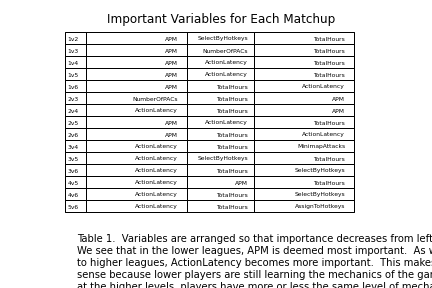 Important Variables for Each Matchup
1v2 APM SelectByHotkeys TotalHours
1v3 APM NumberOfPACs TotalHours
1v4 APM ActionLatency TotalHours
1v5 APM ActionLatency TotalHours
1v6 APM TotalHours ActionLatency
2v3 NumberOfPACs TotalHours APM
2v4 ActionLatency TotalHours APM
2v5 APM ActionLatency TotalHours
2v6 APM TotalHours ActionLatency
3v4 ActionLatency TotalHours MinimapAttacks
3v5 ActionLatency SelectByHotkeys TotalHours
3v6 ActionLatency TotalHours SelectByHotkeys
4v5 ActionLatency APM TotalHours
4v6 ActionLatency TotalHours SelectByHotkeys
5v6 ActionLatency TotalHours AssignToHotkeys
Table 1. Variables are arranged so that importance decreases from left
We see that in the lower leagues, APM is deemed most important. As w
to higher leagues, ActionLatency becomes more important. This makes
sense because lower players are still learning the mechanics of the gam
at the higher levels, players have more or less the same level of mecha